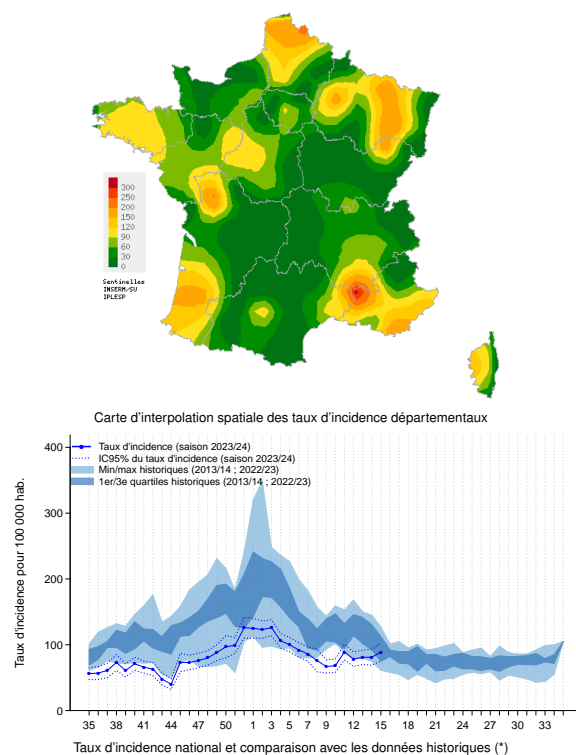 300
250
200
150
120
90
60
30
0
Sentinelles
INSERM/SU
IPLESP
Carte d'interpolation spatiale des taux d'incidence départementaux
Taux d'incidence (saison 2023/24)
IC95% du taux d'incidence (saison 2023/24)
Min/max historiques (2013/14 ; 2022/23)
1er/3e quartiles historiques (2013/14 ; 2022/23)
Taux d'incidence pour 100 000 hab.
400
300
200
100
0
35 38 41 44 47 50 1 3 5 7 9 12 15 18 21 24 27 30 33
Taux d'incidence national et comparaison avec les données historiques (*)